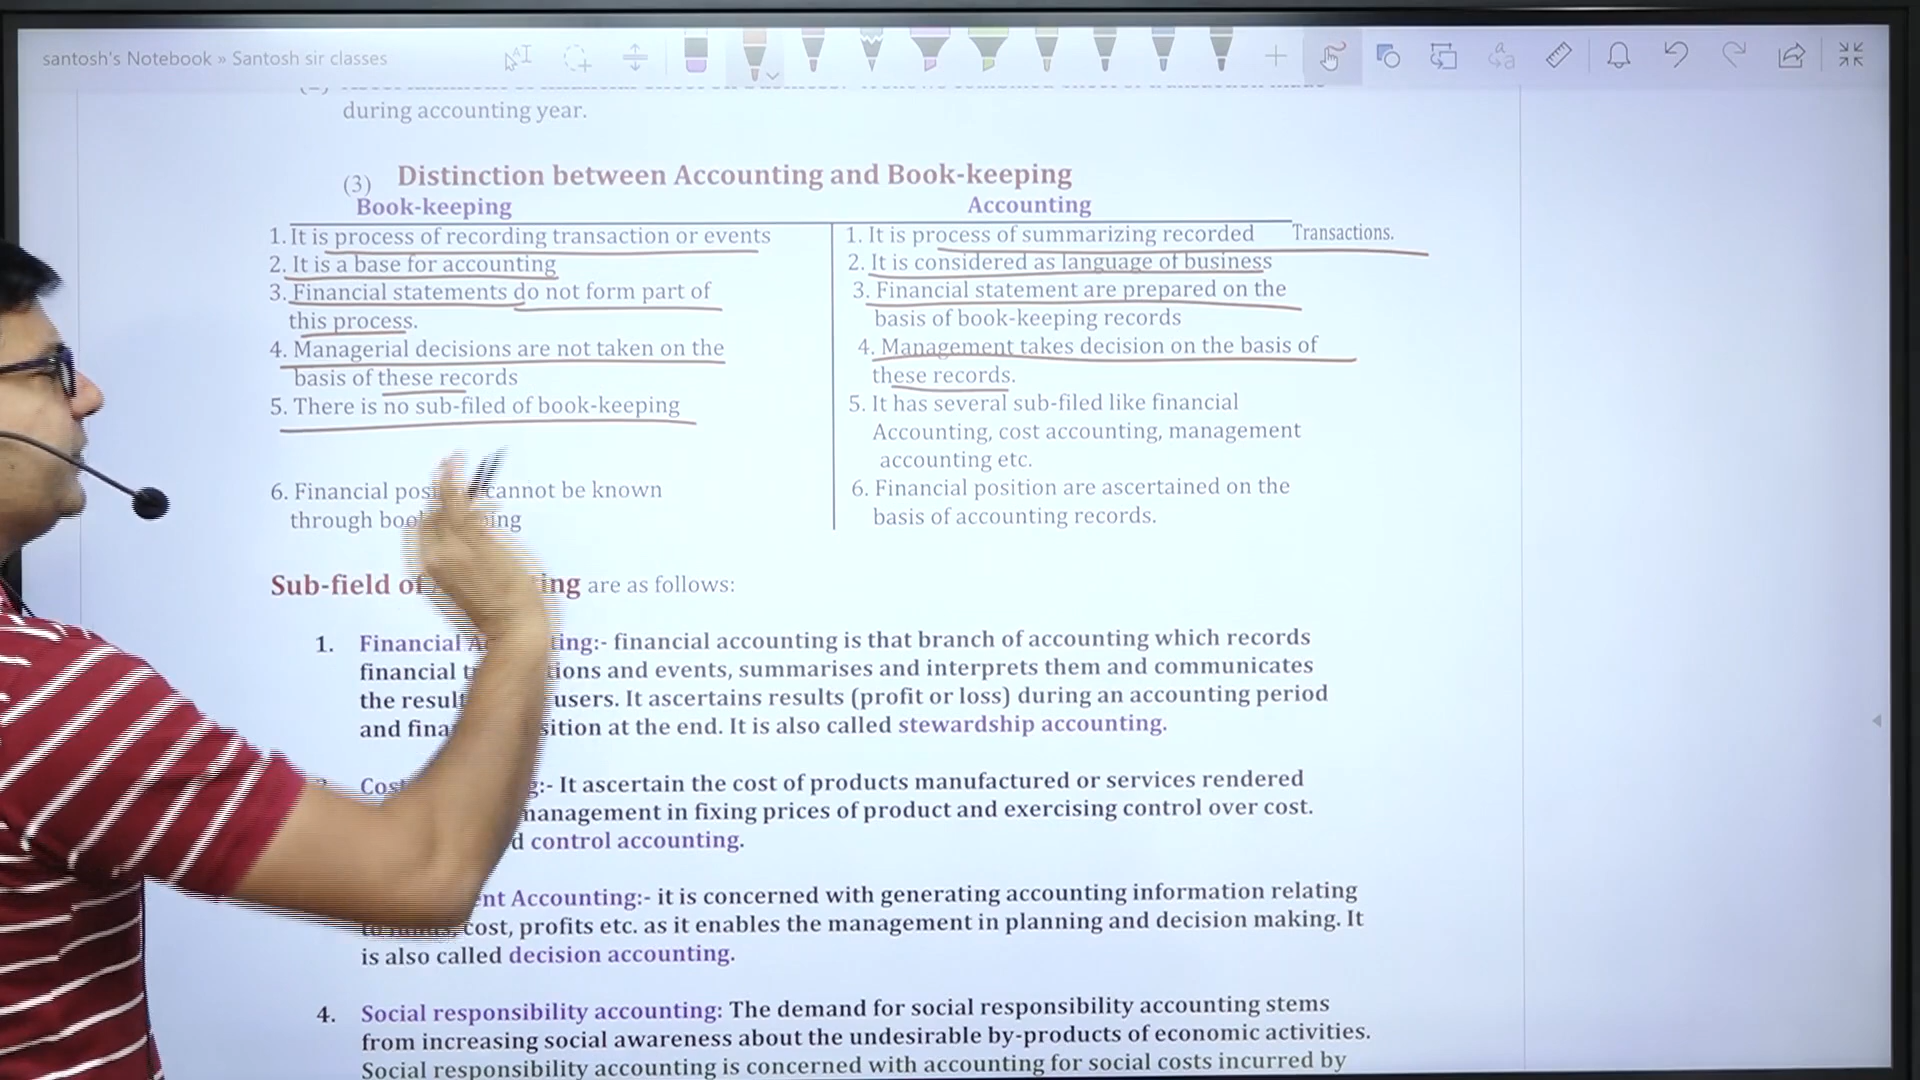 santosh's Notebook » Santosh sir classes
during accounting year.
(3) Distinction between Accounting and Book-keeping
Book-keeping Accounting
1. It is process of recording transaction or events
2. It is a base for accounting
3. Financial statements do not form part of
this process.
4. Managerial decisions are not taken on the
basis of these records
5. There is no sub-filed of book-keeping
6. Financial cannot be known
through
1. It is process of summarizing recorded Transactions.
2. It is considered as language of business
3. Financial statement are prepared on the
basis of book-keeping records
4. Management takes decision on the basis of
these records.
5. It has several sub-filed like financial
Accounting, cost accounting, management
accounting etc.
6. Financial position are ascertained on the
basis of accounting records.
Sub-field of are as follows:
1. Financial :- financial accounting is that branch of accounting which records
financial and events, summarises and interprets them and communicates
the users. It ascertains results (profit or loss) during an accounting period
and at the end. It is also called stewardship accounting.
:- It ascertain the cost of products manufactured or services rendered
management in fixing prices of product and exercising control over cost.
control accounting.
Accounting:- it is concerned with generating accounting information relating
cost, profits etc. as it enables the management in planning and decision making. It
is also called decision accounting.
4. Social responsibility accounting: The demand for social responsibility accounting stems
from increasing social awareness about the undesirable by-products of economic activities.
Social responsibility accounting is concerned with accounting for social costs incurred by